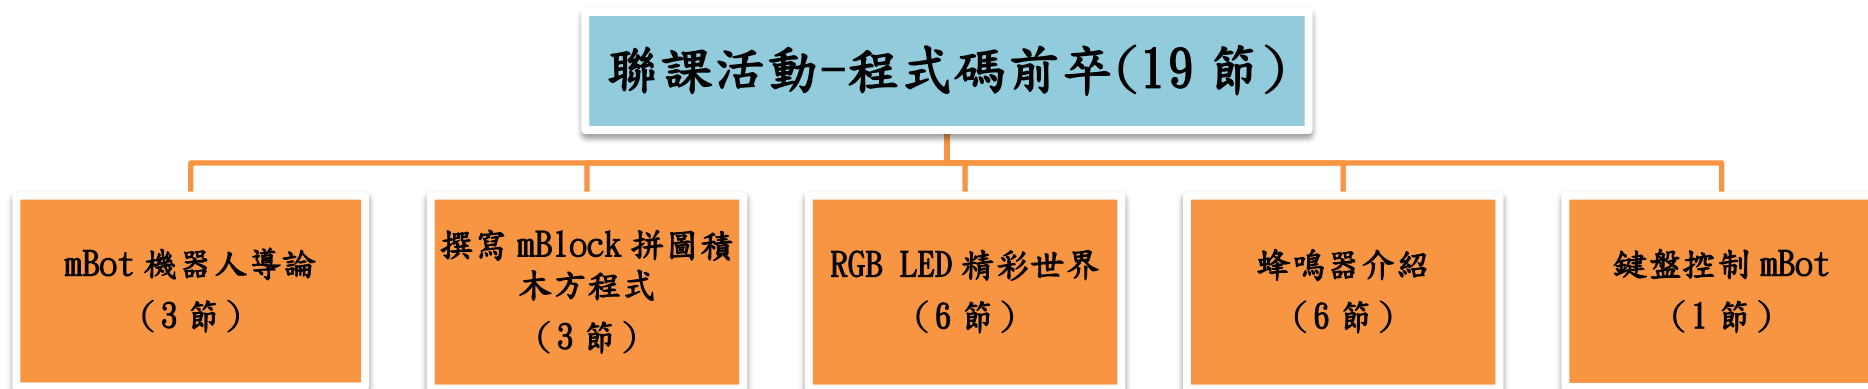 聯課活動-程式碼前卒(19 節)
mBot 機器人導論
(3 節)
撰寫 mBlock 拼圖積
木方程式
(3 節)
RGB LED 精彩世界
(6 節)
蜂鳴器介紹
(6 節)
鍵盤控制 mBot
(1 節)